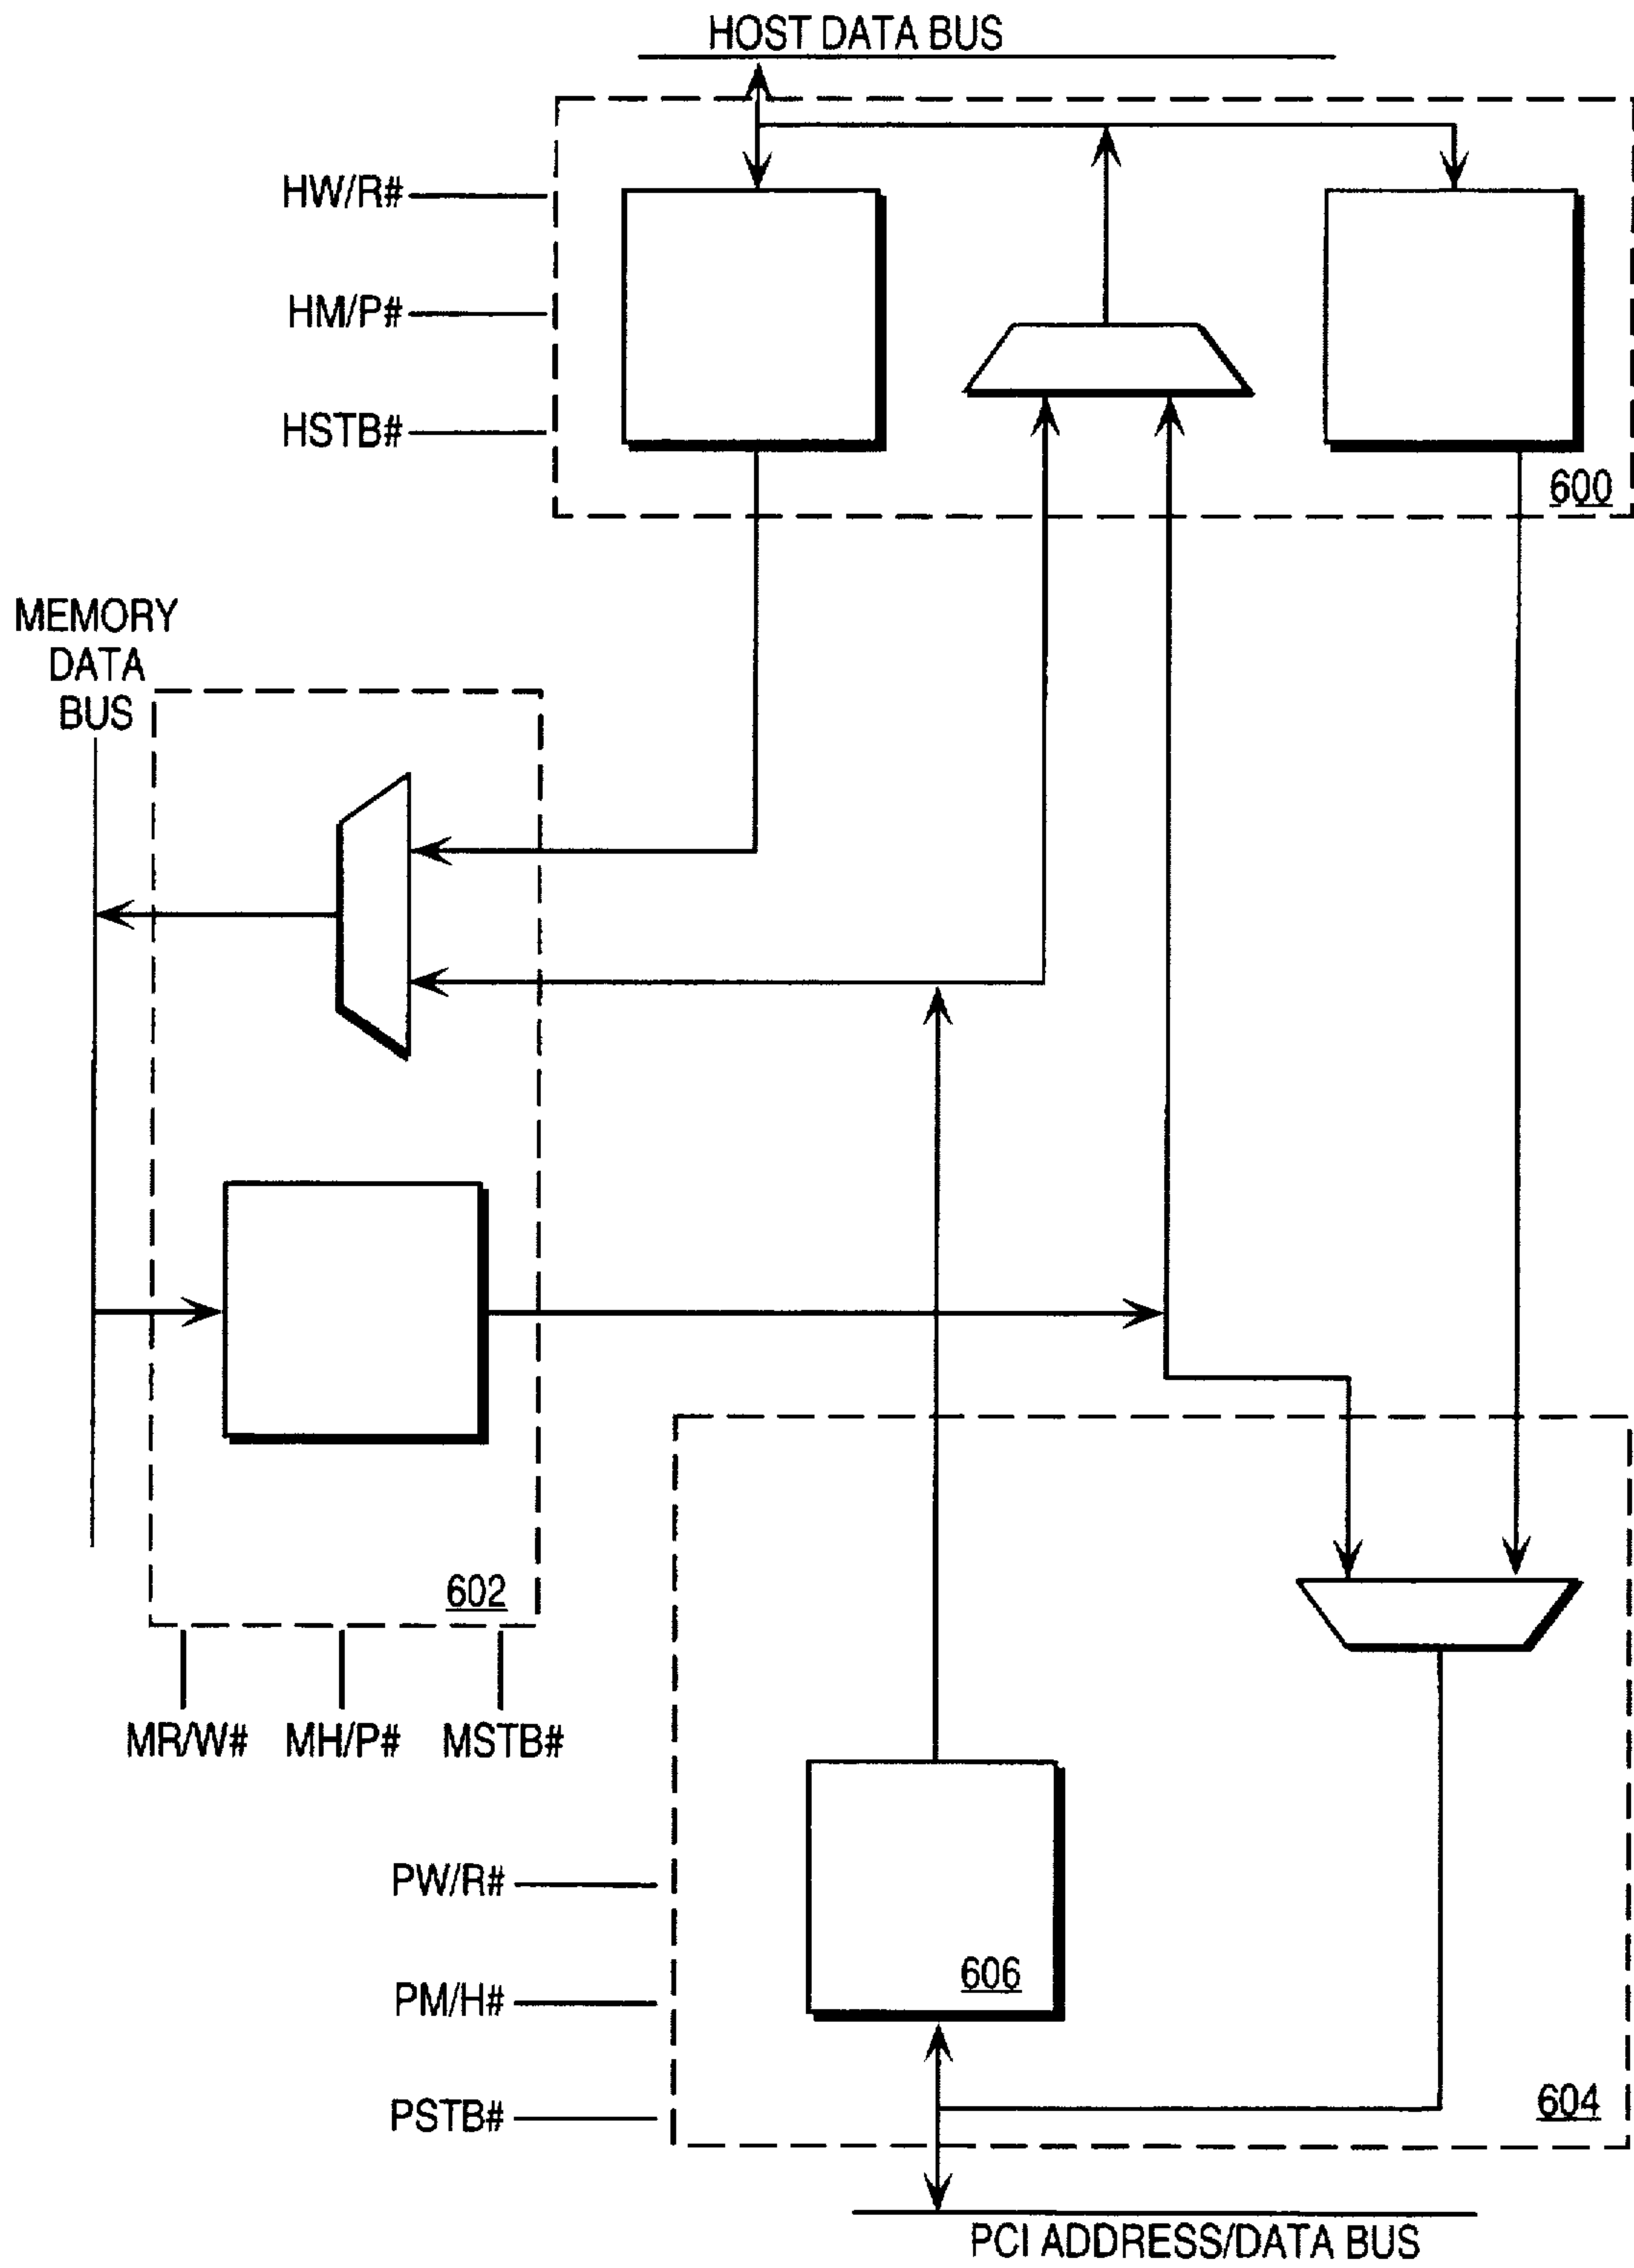 HOST DATA BUS
HW/R#
HM/P#
HSTB#
600
MEMORY
DATA
BUS
602
MR/W# MH/P# MSTB#
PW/R#
606
PM/H#
PSTB#
604
PCI ADDRESS/DATA BUS